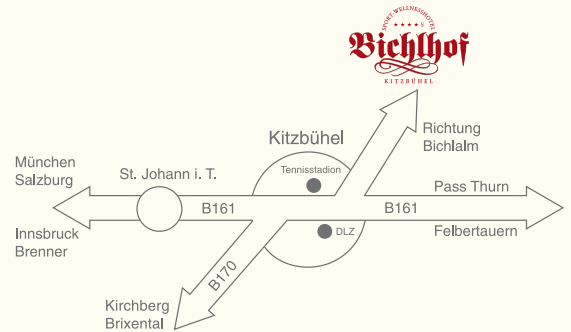 SPORT-WELLNESSHOTEL
★★★★S
Bichlhof
KITZBÜHEL
Kitzbühel
Richtung
Bichlalm
München
Salzburg
St. Johann i. T.
Tennisstadion
Pass Thurn
B161
B161
Innsbruck
Brenner
DLZ
Felbertauern
B170
Kirchberg
Brixental